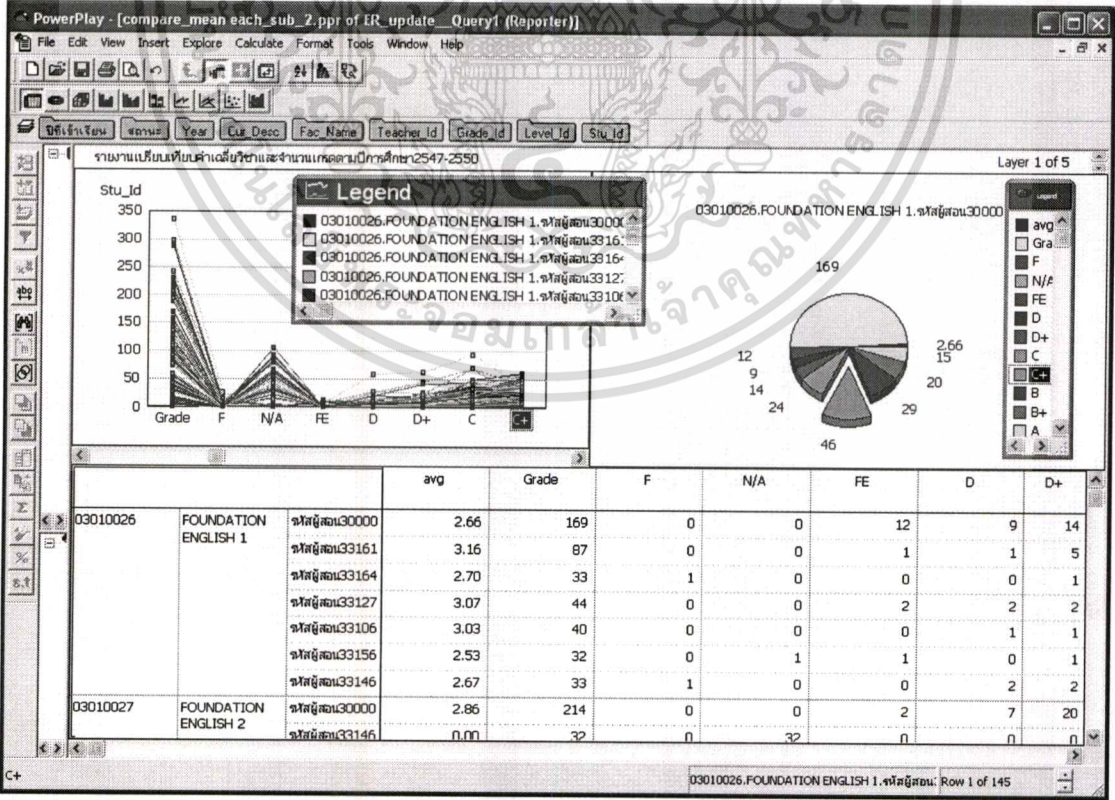 PowerPlay - [compare_mean each_sub_2.ppr of ER_update__Query1 (Reporter)]
File Edit View Insert Explore Calculate Format Tools Window Help
ปีที่เข้าเรียน สถานะ Year Cur_Desc Fac_Name Teacher_Id Grade_Id Level_Id Stu_Id
รายงานเปรียบเทียบค่าเฉลี่ยวิชาและจำนวนเกรดตามปีการศึกษา2547-2550
Layer 1 of 5
Stu_Id
350
300
250
200
150
100
50
0
Grade F N/A FE D D+ C C+
Legend
03010026.FOUNDATION ENGLISH 1.รหัสผู้สอน30000
03010026.FOUNDATION ENGLISH 1.รหัสผู้สอน33161
03010026.FOUNDATION ENGLISH 1.รหัสผู้สอน33164
03010026.FOUNDATION ENGLISH 1.รหัสผู้สอน33127
03010026.FOUNDATION ENGLISH 1.รหัสผู้สอน33106
03010026.FOUNDATION ENGLISH 1.รหัสผู้สอน30000
169
2.66
15
20
29
46
24
14
9
12
Legend
avg
Gra
F
N/A
FE
D
D+
C
C+
B
B+
A
avg Grade F N/A FE D D+
03010026 FOUNDATION ENGLISH 1 รหัสผู้สอน30000 2.66 169 0 0 12 9 14
รหัสผู้สอน33161 3.16 87 0 0 1 1 5
รหัสผู้สอน33164 2.70 33 1 0 0 0 1
รหัสผู้สอน33127 3.07 44 0 0 2 2 2
รหัสผู้สอน33106 3.03 40 0 0 0 1 1
รหัสผู้สอน33156 2.53 32 0 1 1 0 1
รหัสผู้สอน33146 2.67 33 1 0 0 2 2
03010027 FOUNDATION ENGLISH 2 รหัสผู้สอน30000 2.86 214 0 0 2 7 20
รหัสผู้สอน33146 0.00 32 0 32 0 0 0
C+
03010026.FOUNDATION ENGLISH 1.รหัสผู้สอน: Row 1 of 145